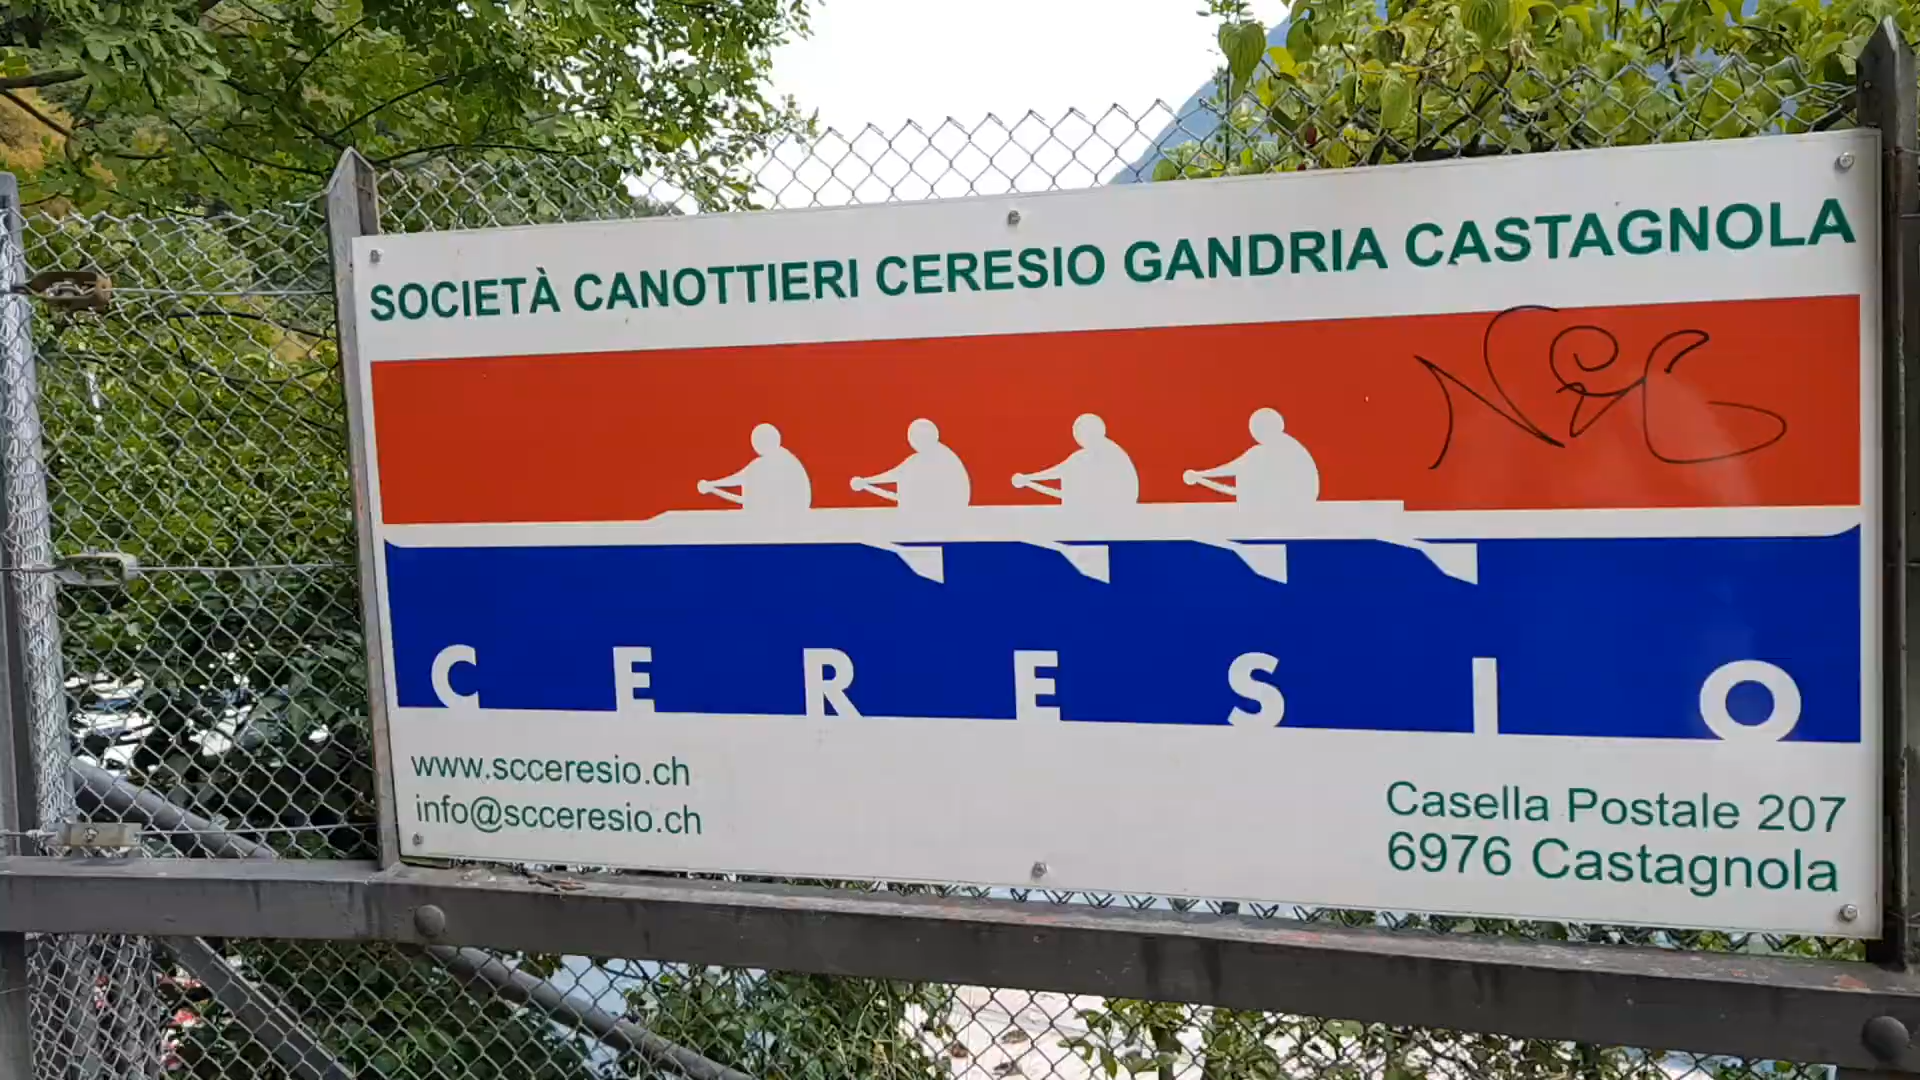 SOCIETÀ CANOTTIERI CERESIO GANDRIA CASTAGNOLA
CERESIO
www.scceresio.ch
info@scceresio.ch
Casella Postale 207
6976 Castagnola